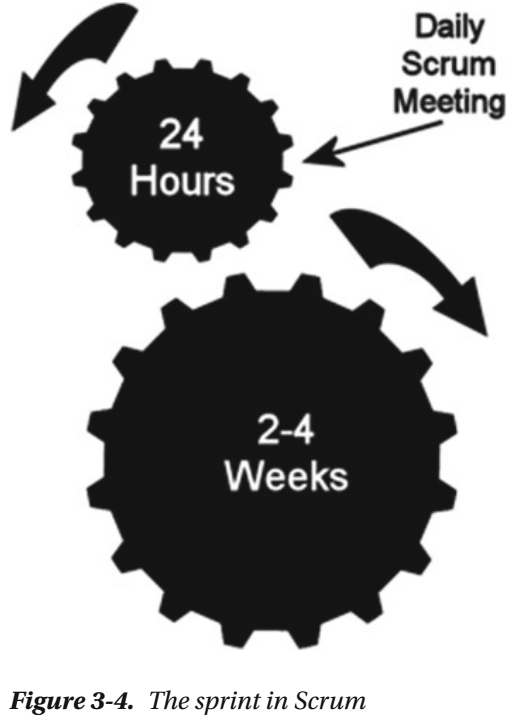 Daily
Scrum
Meeting
24
Hours
2-4
Weeks
Figure 3-4. The sprint in Scrum